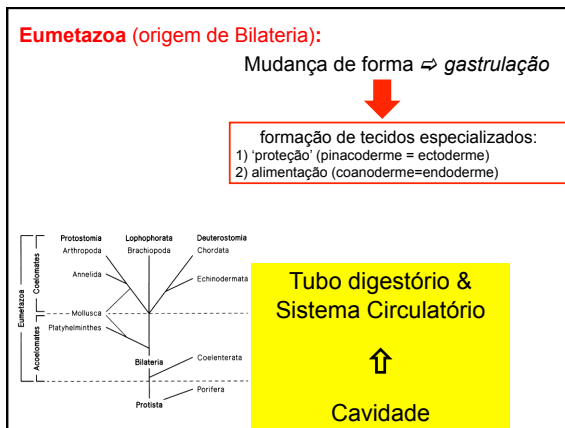 Eumetazoa (origem de Bilateria):
Mudança de forma ➩ gastrulação
formação de tecidos especializados:
1) 'proteção' (pinacoderme = ectoderme)
2) alimentação (coanoderme=endoderme)
Protostomia Lophophorata Deuterostomia
Arthropoda Brachiopoda Chordata
Annelida
Echinodermata
Mollusca
Platyhelminthes
Coelenterata
Bilateria
Porifera
Protista
Eumetazoa
Coelomates
Acoelomates
Tubo digestório &
Sistema Circulatório
⇧
Cavidade